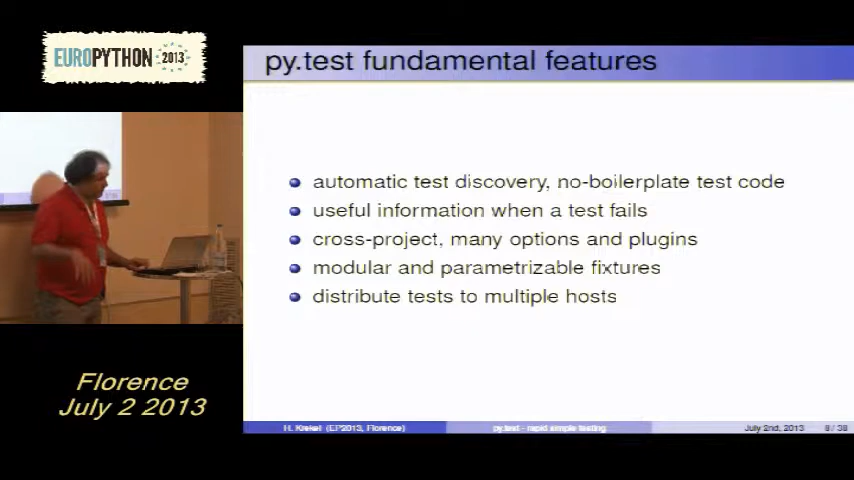 EUROPYTHON 2013
py.test fundamental features
automatic test discovery, no-boilerplate test code
useful information when a test fails
cross-project, many options and plugins
modular and parametrizable fixtures
distribute tests to multiple hosts
Florence
July 2 2013
H. Krekel (EP2013, Florence)
py.test - rapid simple testing
July 2nd, 2013
8 / 38